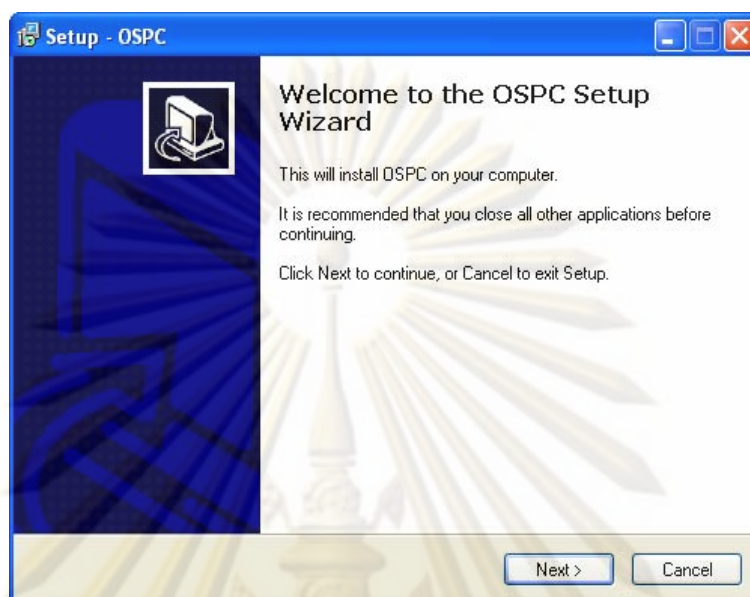 Setup - OSPC
Welcome to the OSPC Setup
Wizard
This will install OSPC on your computer.
It is recommended that you close all other applications before
continuing.
Click Next to continue, or Cancel to exit Setup.
Next >
Cancel